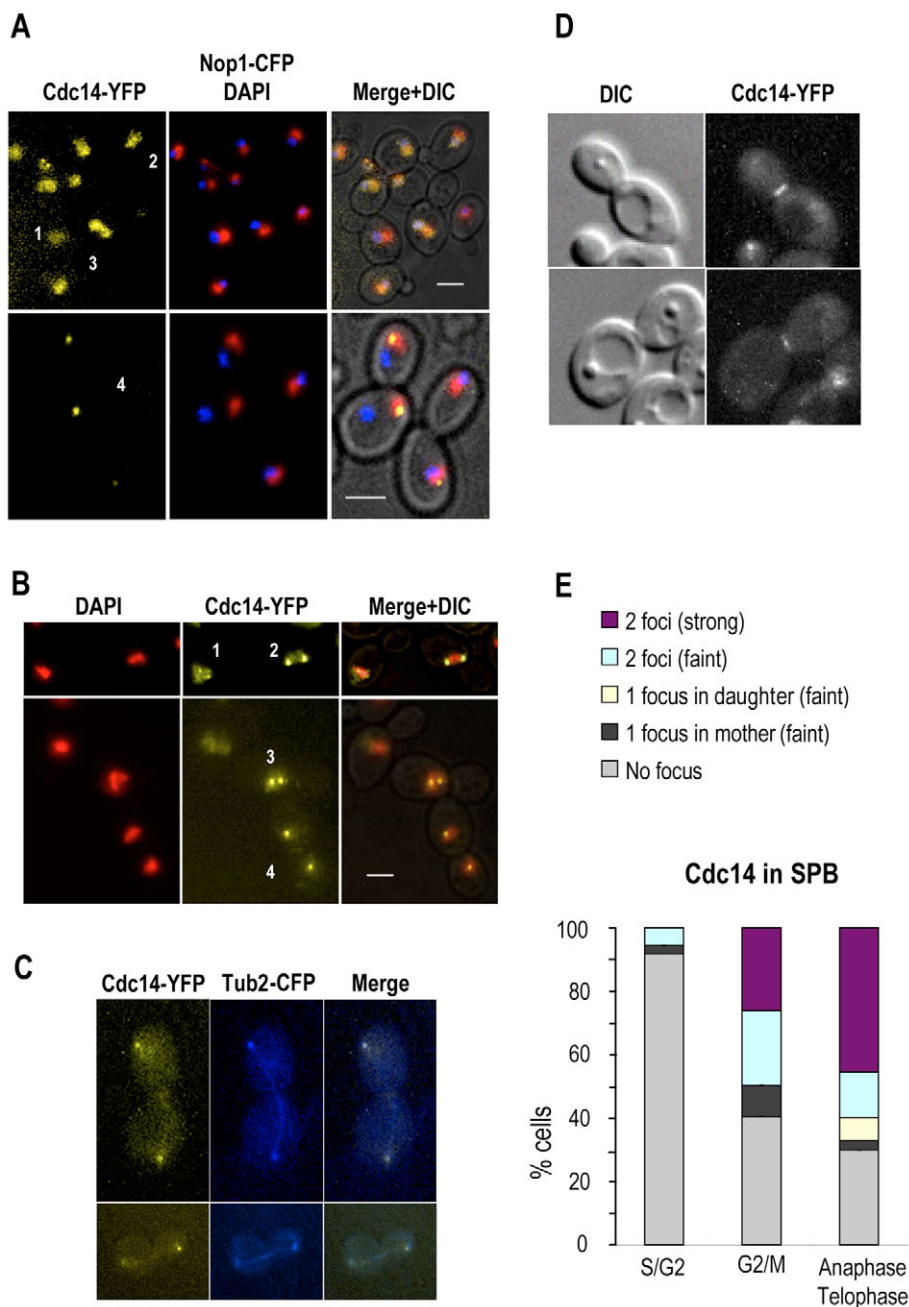 A
Nop1-CFP
Cdc14-YFP DAPI Merge+DIC
2
1
3
4
B
DAPI Cdc14-YFP Merge+DIC
1 2
3
4
C
Cdc14-YFP Tub2-CFP Merge
D
DIC Cdc14-YFP
E
2 foci (strong)
2 foci (faint)
1 focus in daughter (faint)
1 focus in mother (faint)
No focus
Cdc14 in SPB
100
80
60
40
20
0
% cells
S/G2 G2/M Anaphase
Telophase